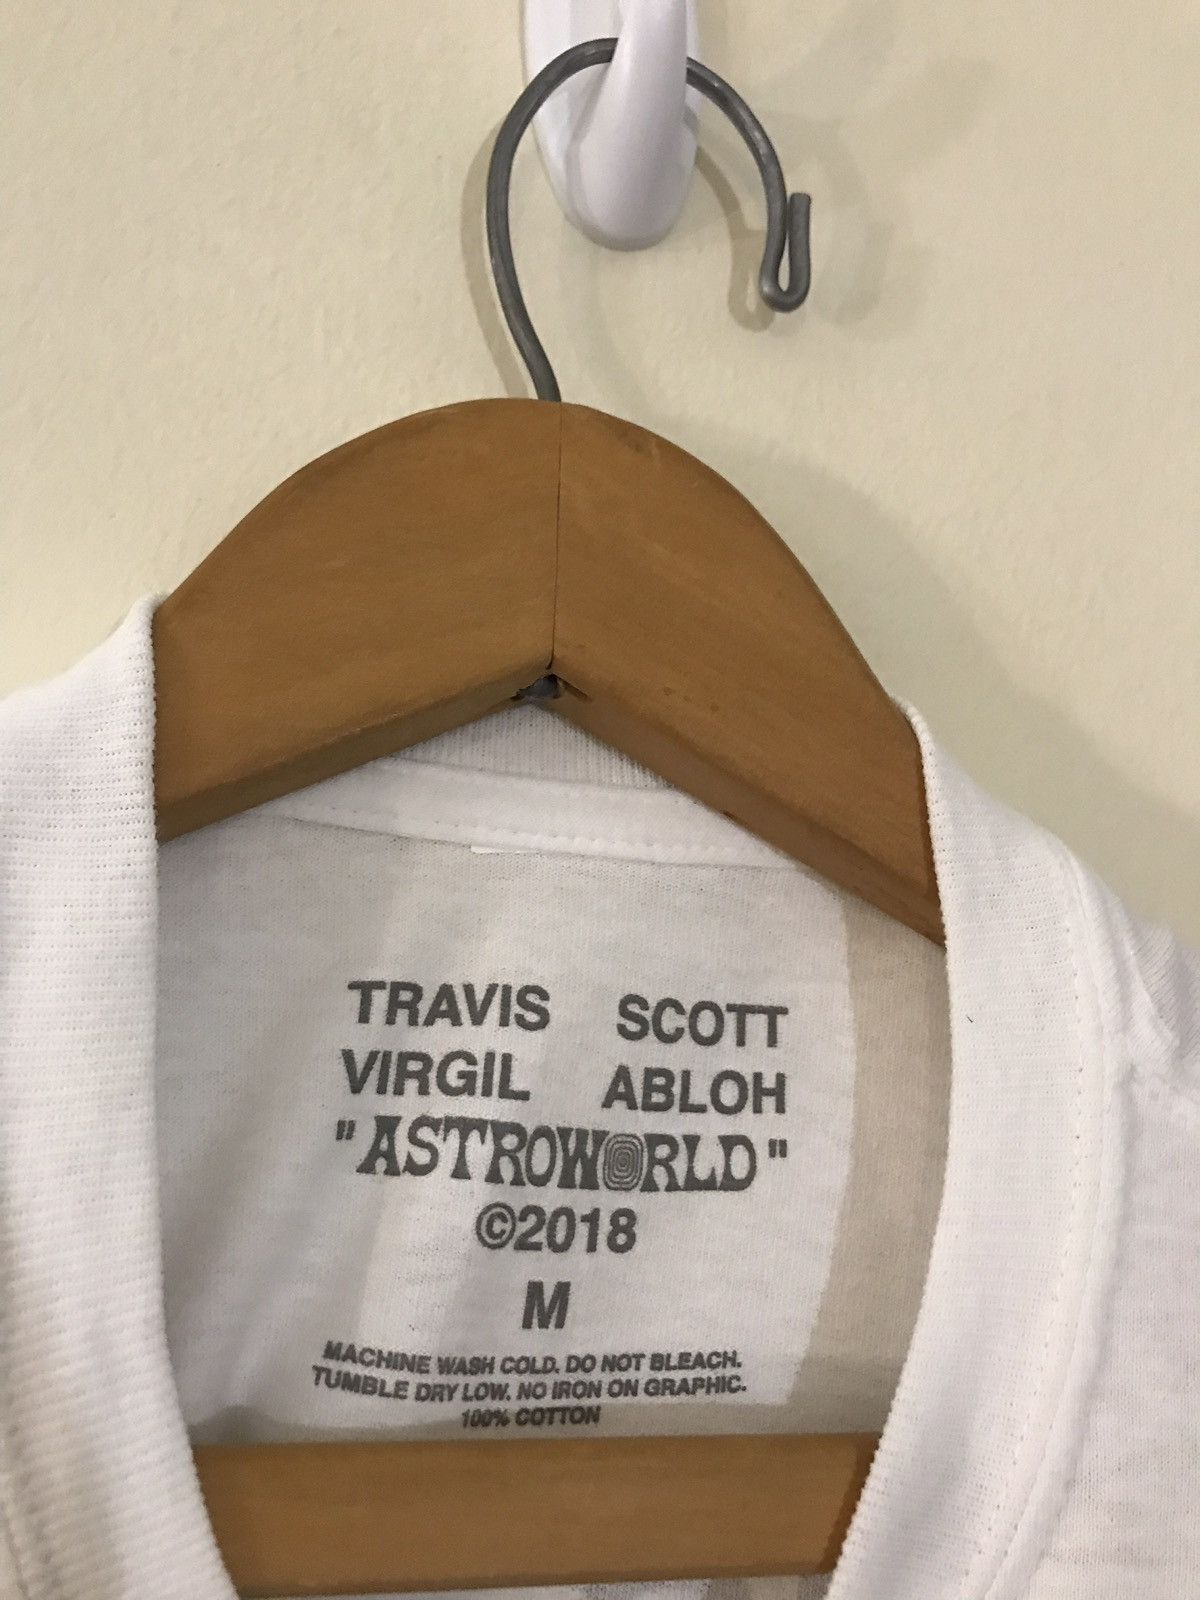 TRAVIS SCOTT
VIRGIL ABLOH
"ASTROWORLD"
©2018
M
MACHINE WASH COLD. DO NOT BLEACH.
TUMBLE DRY LOW. NO IRON ON GRAPHIC.
100% COTTON